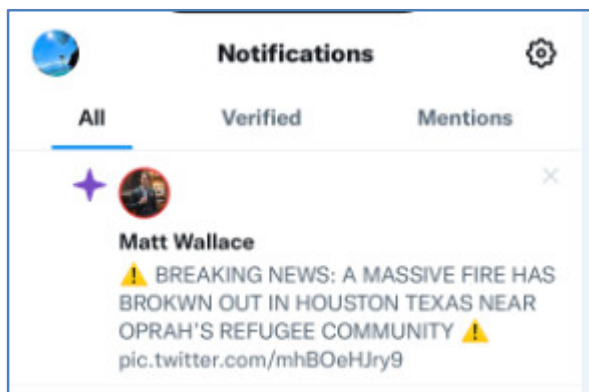 Notifications
All Verified Mentions
Matt Wallace
⚠️ BREAKING NEWS: A MASSIVE FIRE HAS
BROKWN OUT IN HOUSTON TEXAS NEAR
OPRAH'S REFUGEE COMMUNITY ⚠️
pic.twitter.com/mhBOeHJry9